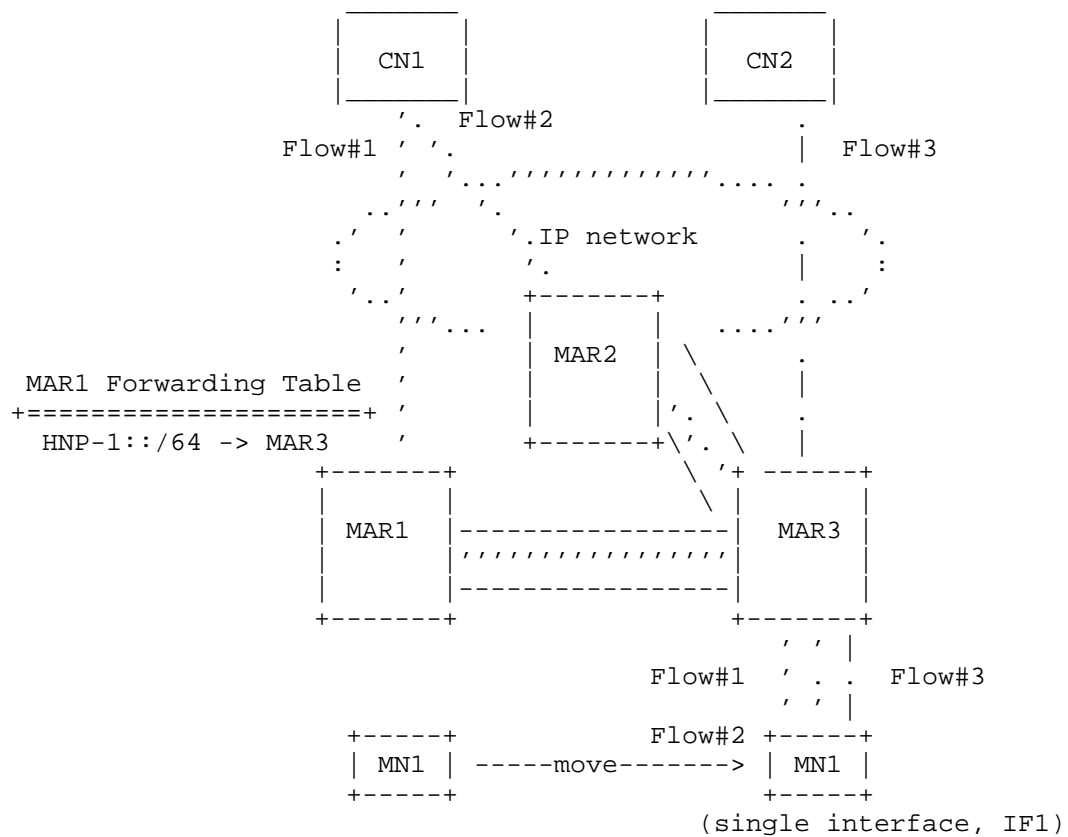 CN1 CN2
Flow#2
Flow#1 Flow#3
IP network
MAR2
MAR1 Forwarding Table
HNP-1::/64 -> MAR3
MAR1 MAR3
Flow#1 Flow#3
Flow#2
MN1 -----move-------> MN1
(single interface, IF1)